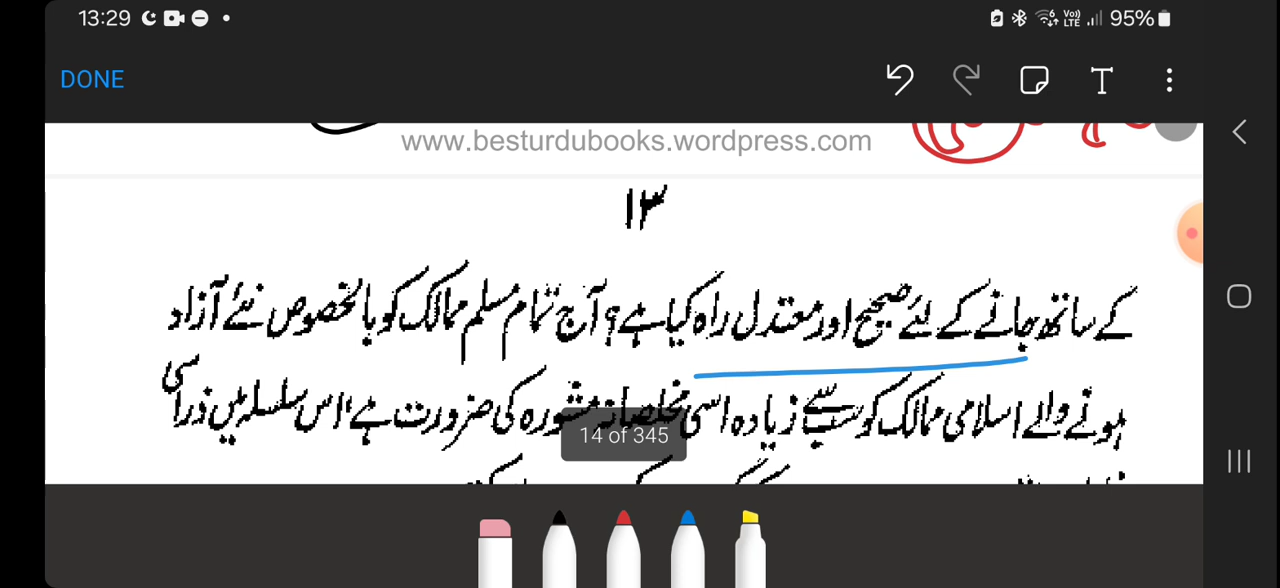 13:29 95%
DONE
www.besturdubooks.wordpress.com
۱۳
کے ساتھ جانے کے لئے صحیح اور معتدل راہ کیا ہے؟ آج تمام مسلم ممالک کو بالخصوص نئے آزاد
ہونے والے اسلامی ممالک کو سب سے زیادہ اسی مخلصانہ مشورہ کی ضرورت ہے، اس سلسلہ میں ذرا سی
14 of 345